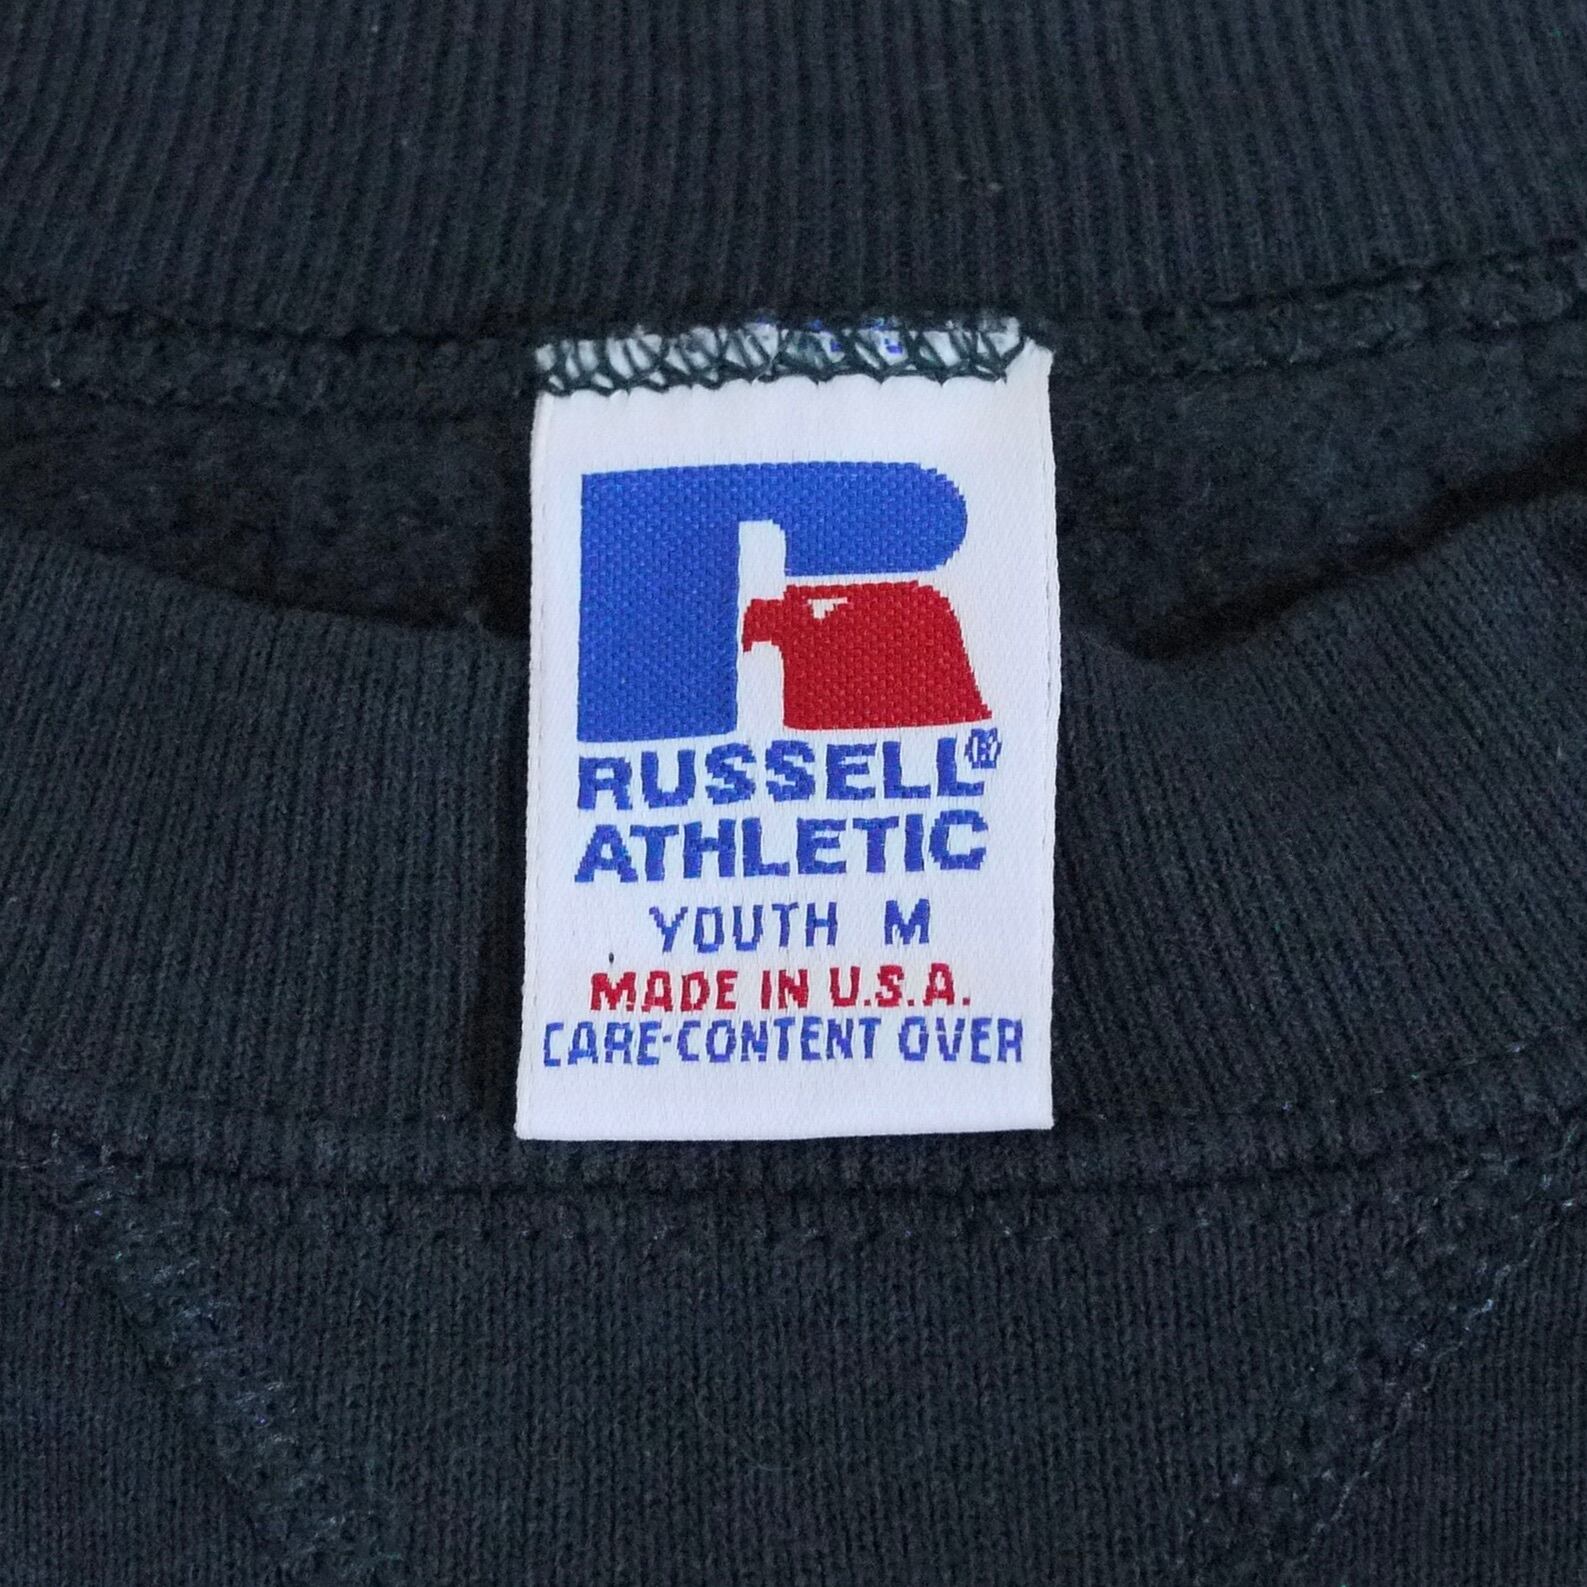 RUSSELL®
ATHLETIC
YOUTH M
MADE IN U.S.A.
CARE-CONTENT OVER